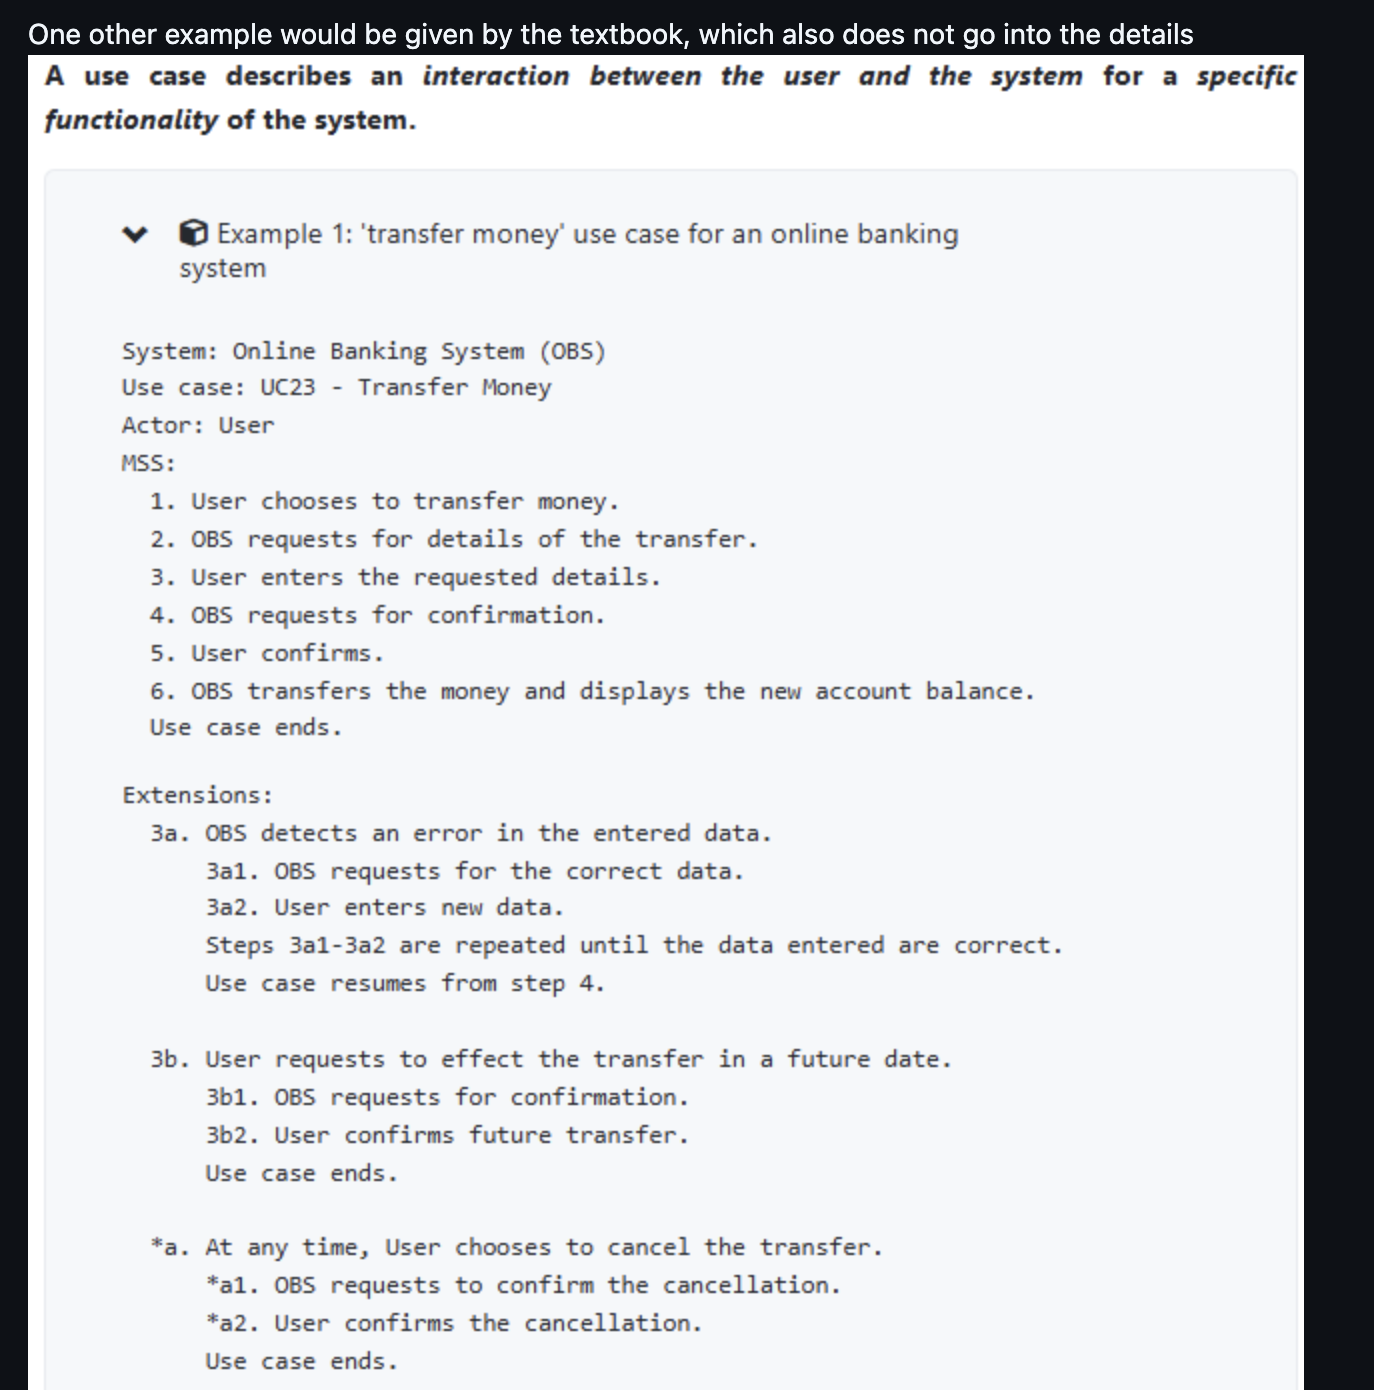 One other example would be given by the textbook, which also does not go into the details
A use case describes an interaction between the user and the system for a specific
functionality of the system.
Example 1: 'transfer money' use case for an online banking
system
System: Online Banking System (OBS)
Use case: UC23 - Transfer Money
Actor: User
MSS:
1. User chooses to transfer money.
2. OBS requests for details of the transfer.
3. User enters the requested details.
4. OBS requests for confirmation.
5. User confirms.
6. OBS transfers the money and displays the new account balance.
Use case ends.
Extensions:
3a. OBS detects an error in the entered data.
3a1. OBS requests for the correct data.
3a2. User enters new data.
Steps 3a1-3a2 are repeated until the data entered are correct.
Use case resumes from step 4.
3b. User requests to effect the transfer in a future date.
3b1. OBS requests for confirmation.
3b2. User confirms future transfer.
Use case ends.
*a. At any time, User chooses to cancel the transfer.
*a1. OBS requests to confirm the cancellation.
*a2. User confirms the cancellation.
Use case ends.